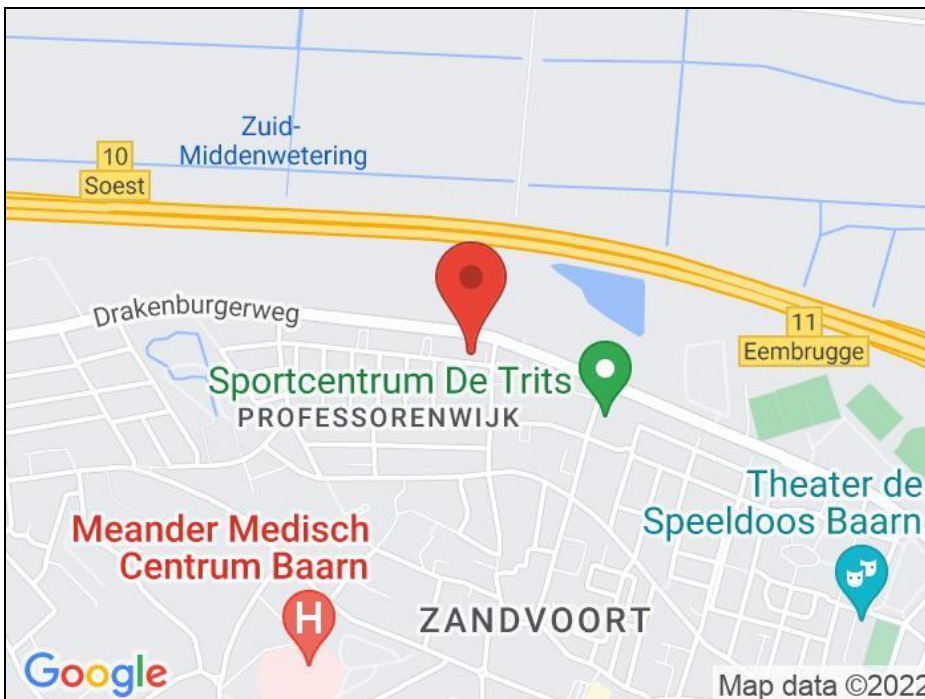 Zuid-
Middenwetering
10
Soest
Drakenburgerweg
11
Eembrugge
Sportcentrum De Trits
PROFESSORENWIJK
Theater de
Speeldoos Baarn
Meander Medisch
Centrum Baarn
H
ZANDVOORT
Google
Map data ©2022